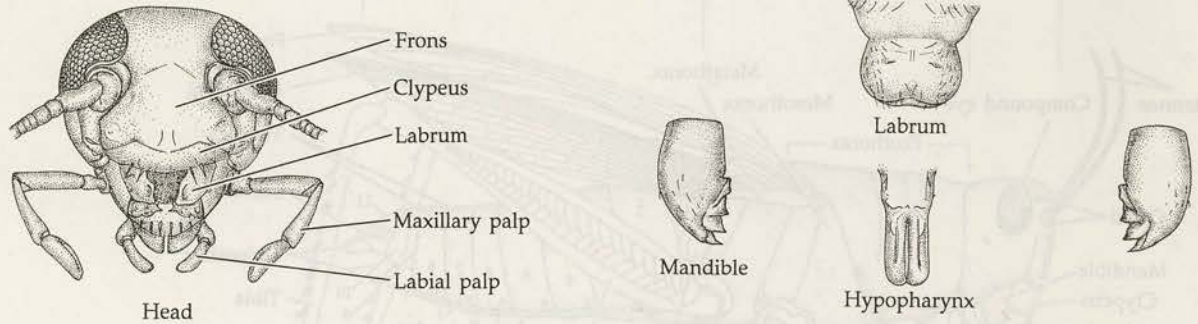 Frons
Clypeus
Labrum
Maxillary palp
Labial palp
Head
Labrum
Mandible
Hypopharynx